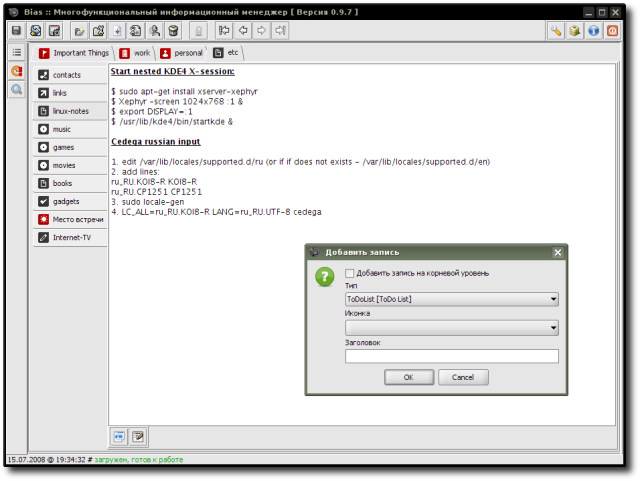 Bias :: Многофункциональный информационный менеджер [ Версия 0.9.7 ]
Important Things
work
personal
etc
contacts
links
linux-notes
music
games
movies
books
gadgets
Место встречи
Internet-TV
Start nested KDE4 X-session:
$ sudo apt-get install xserver-xephyr
$ Xephyr -screen 1024x768 :1 &
$ export DISPLAY=:1
$ /usr/lib/kde4/bin/startkde &
Cedega russian input
1. edit /var/lib/locales/supported.d/ru (or if if does not exists - /var/lib/locales/supported.d/en)
2. add lines:
ru_RU.KOI8-R KOI8-R
ru_RU.CP1251 CP1251
3. sudo locale-gen
4. LC_ALL=ru_RU.KOI8-R LANG=ru_RU.UTF-8 cedega
Добавить запись
Добавить запись на корневой уровень
Тип
ToDoList [ToDo List]
Иконка
Заголовок
OK
Cancel
15.07.2008 @ 19:34:32 # загружен, готов к работе